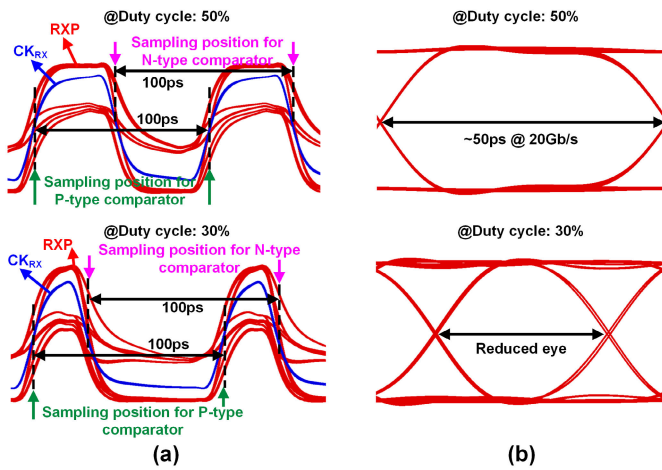 @Duty cycle: 50%
RXP
CKRX
Sampling position for
N-type comparator
100ps
100ps
Sampling position for
P-type comparator
@Duty cycle: 50%
~50ps @ 20Gb/s
@Duty cycle: 30%
RXP
CKRX
Sampling position for N-type
comparator
100ps
100ps
Sampling position for P-type
comparator
@Duty cycle: 30%
Reduced eye
(a)
(b)